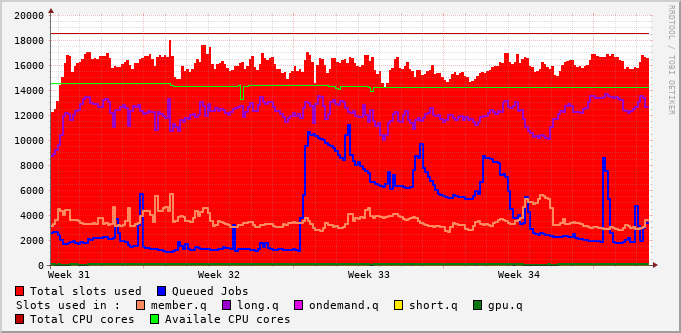 20000
18000
16000
14000
12000
10000
8000
6000
4000
2000
0
Week 31 Week 32 Week 33 Week 34
RRDTOOL / TOBI OETIKER
Total slots used Queued Jobs
Slots used in : member.q long.q ondemand.q short.q gpu.q
Total CPU cores Availale CPU cores